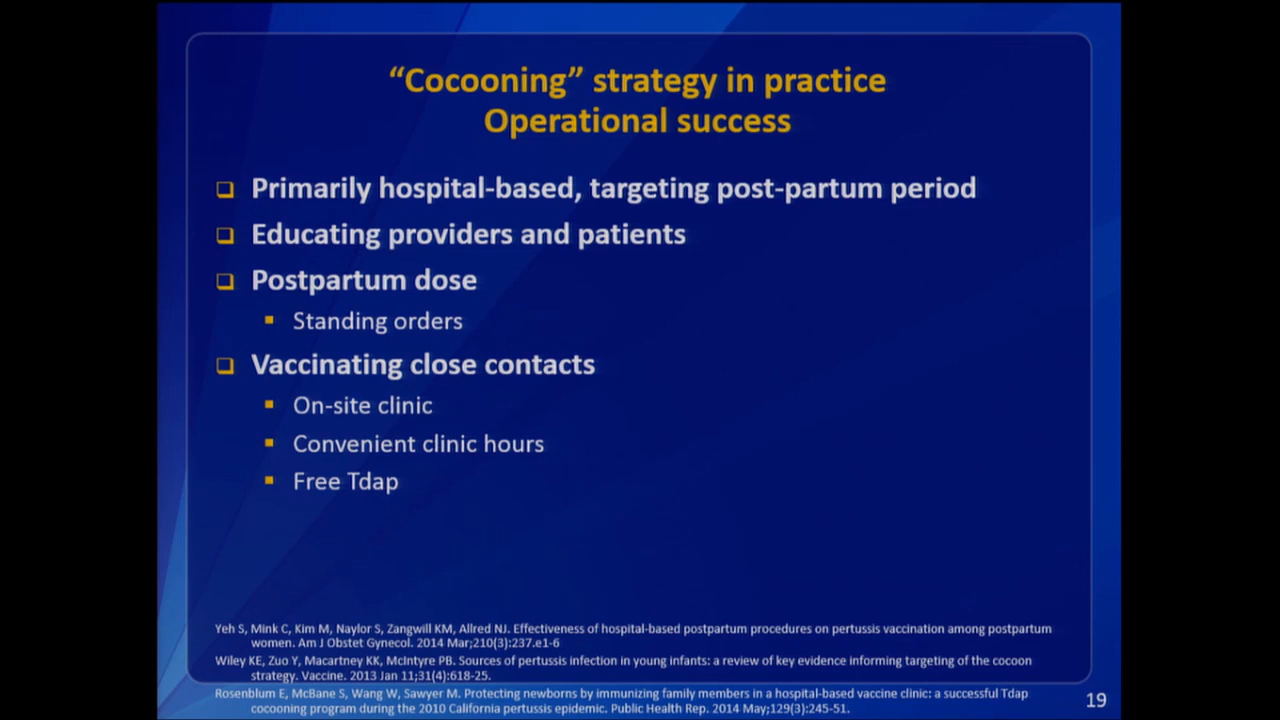 “Cocooning” strategy in practice
Operational success
Primarily hospital-based, targeting post-partum period
Educating providers and patients
Postpartum dose
Standing orders
Vaccinating close contacts
On-site clinic
Convenient clinic hours
Free Tdap
Yeh S, Mink C, Kim M, Naylor S, Zangwill KM, Allred NJ. Effectiveness of hospital-based postpartum procedures on pertussis vaccination among postpartum
women. Am J Obstet Gynecol. 2014 Mar;210(3):237.e1-6
Wiley KE, Zuo Y, Macartney KK, McIntyre PB. Sources of pertussis infection in young infants: a review of key evidence informing targeting of the cocoon
strategy. Vaccine. 2013 Jan 11;31(4):618-25.
Rosenblum E, McBane S, Wang W, Sawyer M. Protecting newborns by immunizing family members in a hospital-based vaccine clinic: a successful Tdap
cocooning program during the 2010 California pertussis epidemic. Public Health Rep. 2014 May;129(3):245-51.
19